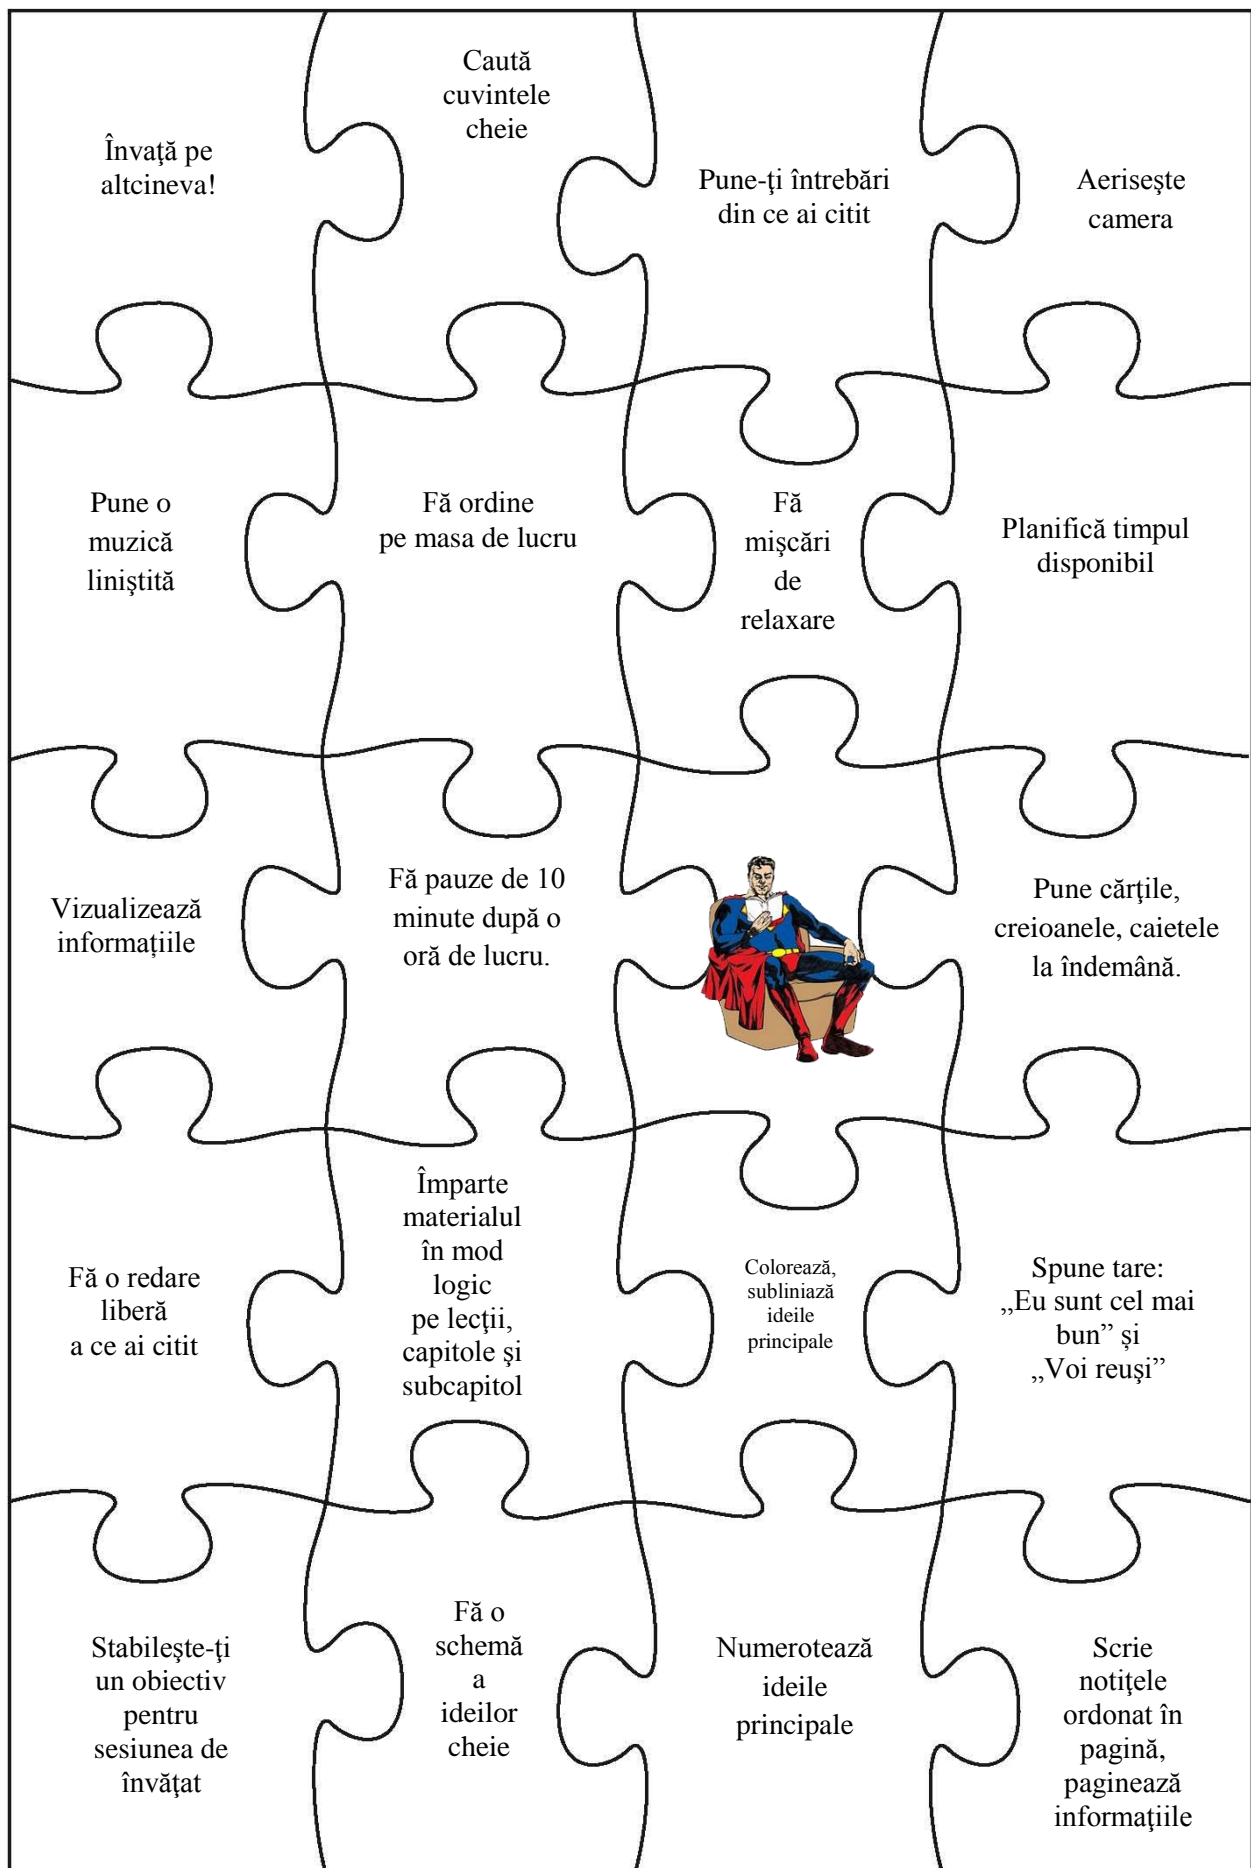 Învaţă pe
altcineva!
Caută
cuvintele
cheie
Pune-ţi întrebări
din ce ai citit
Aeriseşte
camera
Pune o
muzică
liniştită
Fă ordine
pe masa de lucru
Fă
mişcări
de
relaxare
Planifică timpul
disponibil
Vizualizează
informațiile
Fă pauze de 10
minute după o
oră de lucru.
Pune cărţile,
creioanele, caietele
la îndemână.
Fă o redare
liberă
a ce ai citit
Împarte
materialul
în mod
logic
pe lecţii,
capitole şi
subcapitol
Colorează,
subliniază
ideile
principale
Spune tare:
„Eu sunt cel mai
bun” și
„Voi reuşi”
Stabileşte-ţi
un obiectiv
pentru
sesiunea de
învăţat
Fă o
schemă
a
ideilor
cheie
Numerotează
ideile
principale
Scrie
notiţele
ordonat în
pagină,
paginează
informaţiile